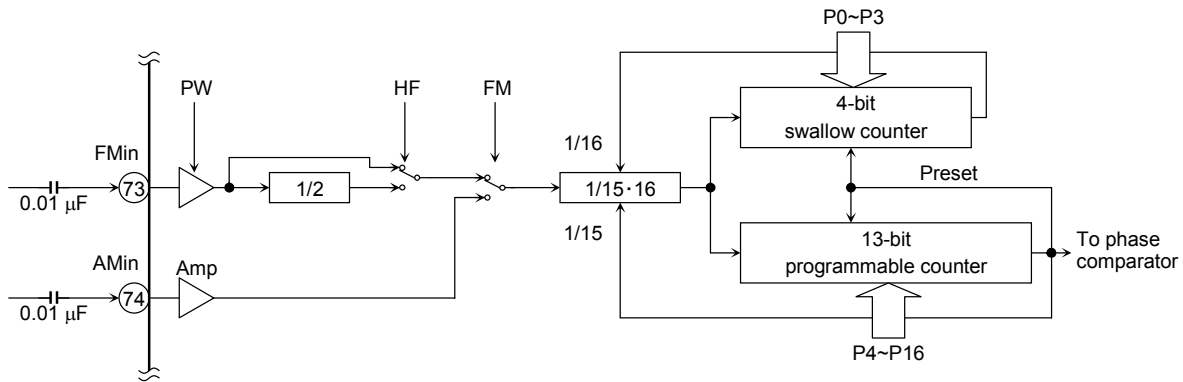 P0~P3
PW
HF
FM
4-bit
swallow counter
FMin
1/16
73
1/2
1/15·16
Preset
0.01 μF
1/15
13-bit
programmable counter
To phase
comparator
AMin
Amp
74
0.01 μF
P4~P16